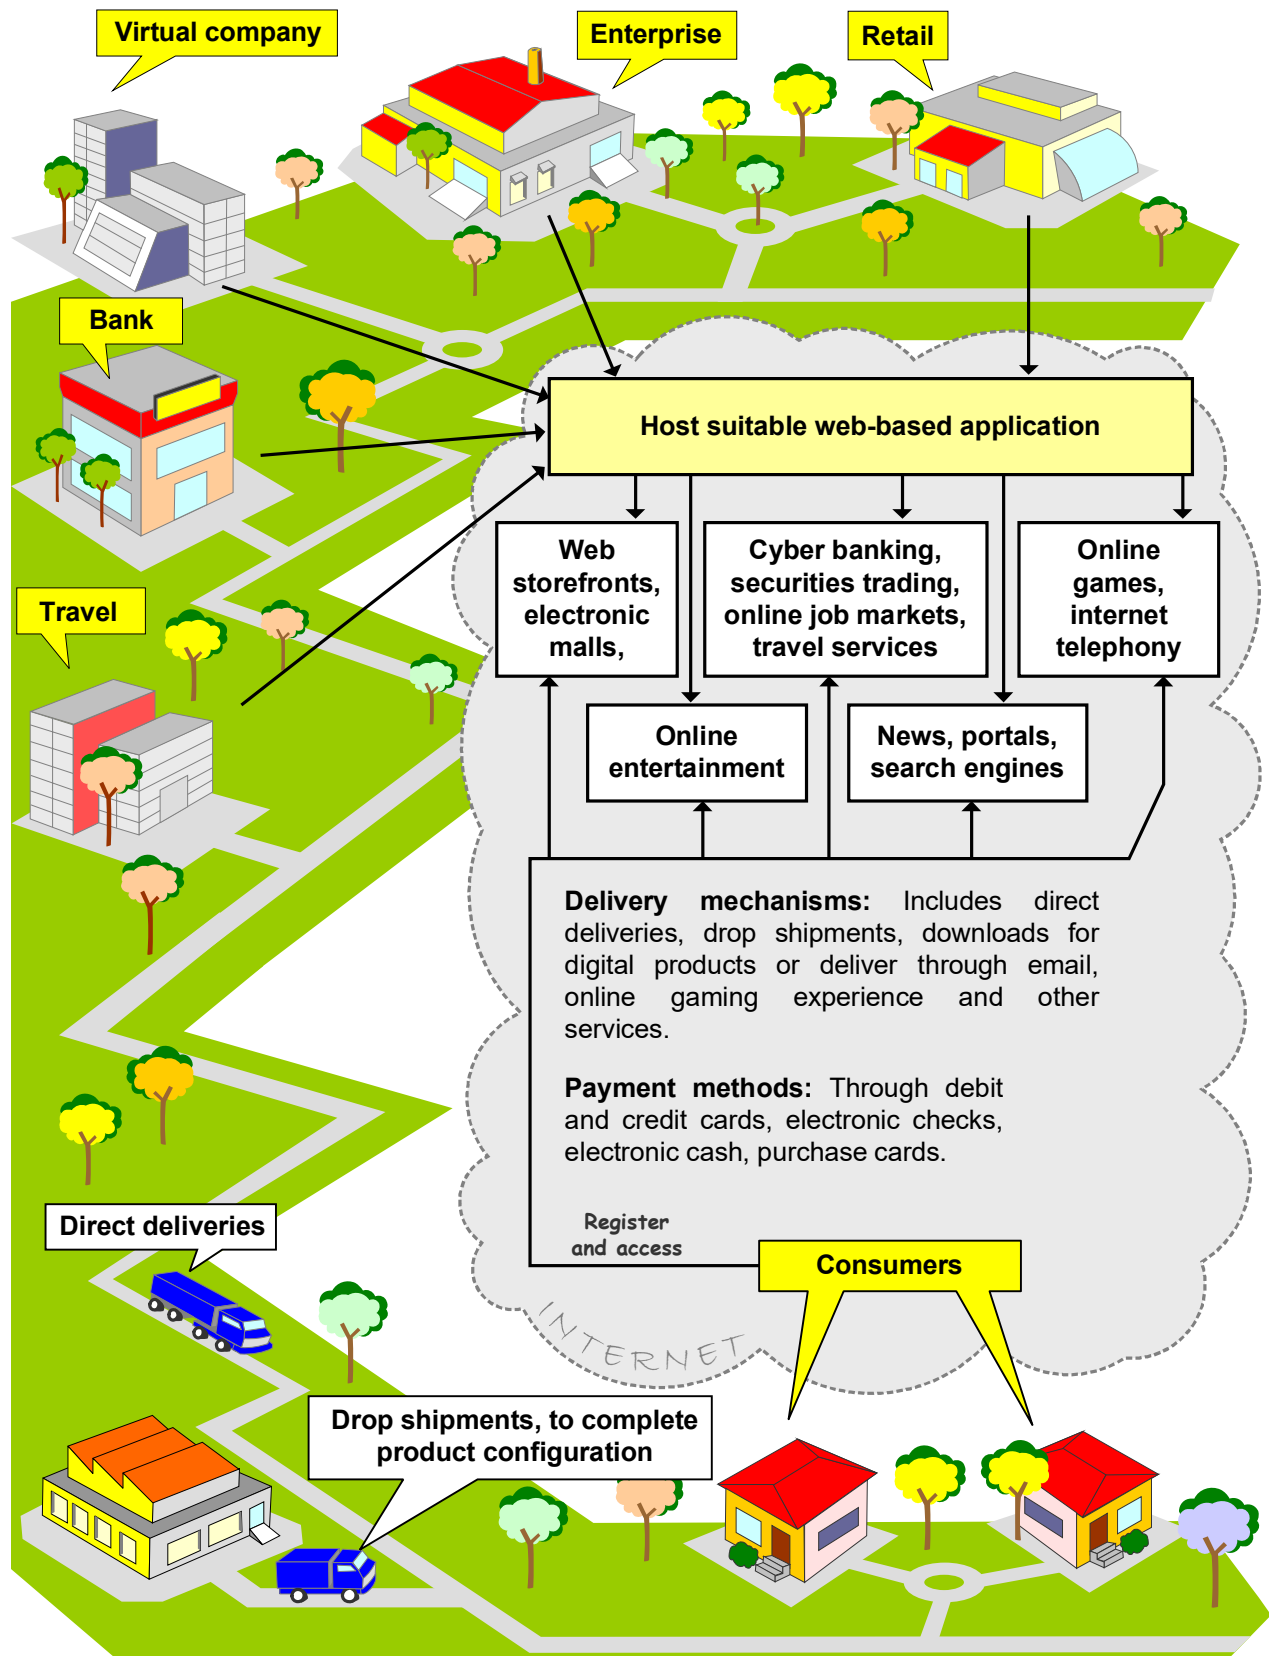 Virtual company
Enterprise
Retail
Bank
Host suitable web-based application
Web
storefronts,
electronic
malls,
Cyber banking,
securities trading,
online job markets,
travel services
Online
games,
internet
telephony
Travel
Online
entertainment
News, portals,
search engines
Delivery mechanisms: Includes direct
deliveries, drop shipments, downloads for
digital products or deliver through email,
online gaming experience and other
services.
Payment methods: Through debit
and credit cards, electronic checks,
electronic cash, purchase cards.
Direct deliveries
Register
and access
Consumers
INTERNET
Drop shipments, to complete
product configuration